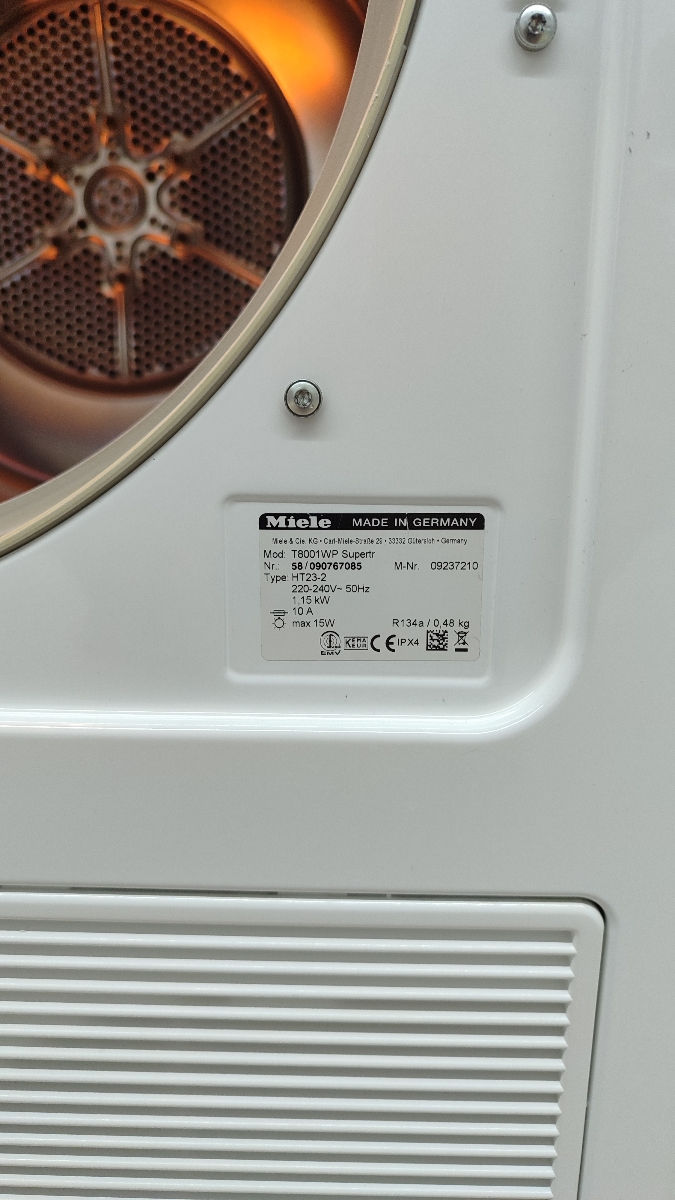 Miele MADE IN GERMANY
Miele & Cie. KG • Carl-Miele-Straße 29 • 33332 Gütersloh • Germany
Mod: T8001WP Supertr
Nr.: 58/090767085 M-Nr. 09237210
Type: HT23-2
220-240V~ 50Hz
1,15 kW
10 A
max 15W R134a / 0,48 kg
EMV KEMA KEUR CE IPX4